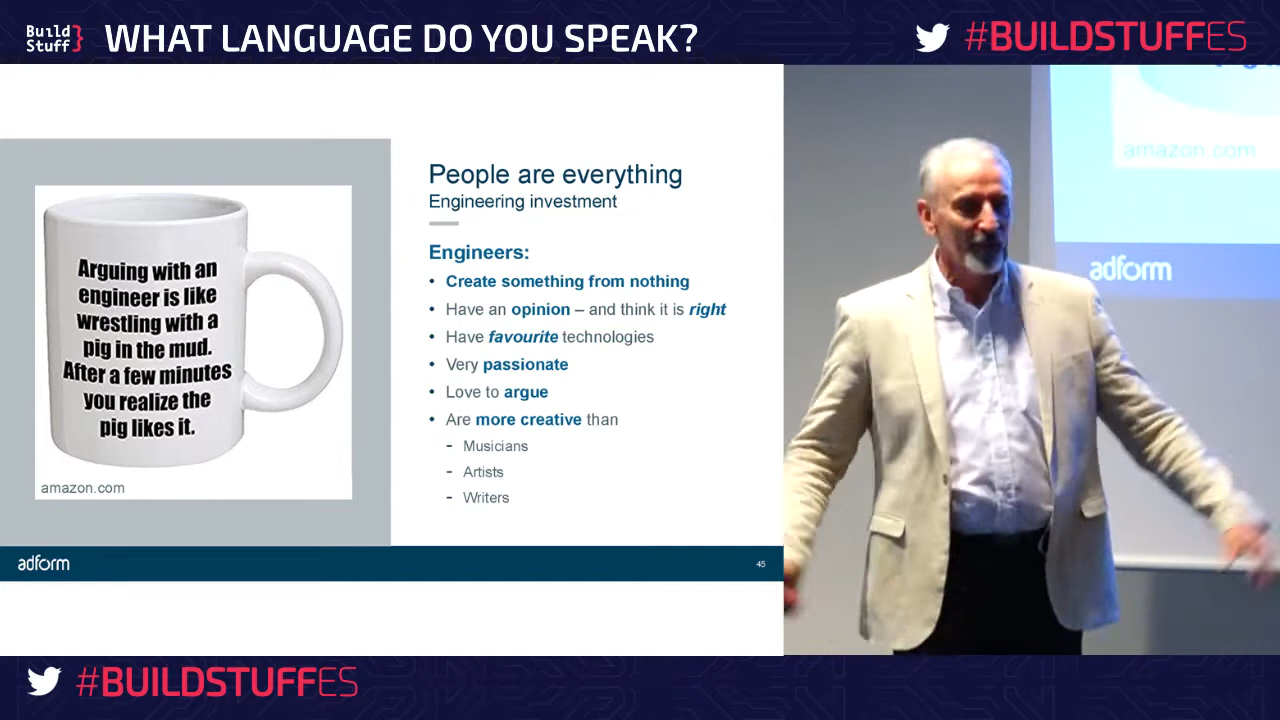 Build
Stuff}
WHAT LANGUAGE DO YOU SPEAK?
#BUILDSTUFFES
Arguing with an
engineer is like
wrestling with a
pig in the mud.
After a few minutes
you realize the
pig likes it.
amazon.com
People are everything
Engineering investment
Engineers:
• Create something from nothing
• Have an opinion – and think it is right
• Have favourite technologies
• Very passionate
• Love to argue
• Are more creative than
- Musicians
- Artists
- Writers
adform
45
amazon.com
adform
#BUILDSTUFFES